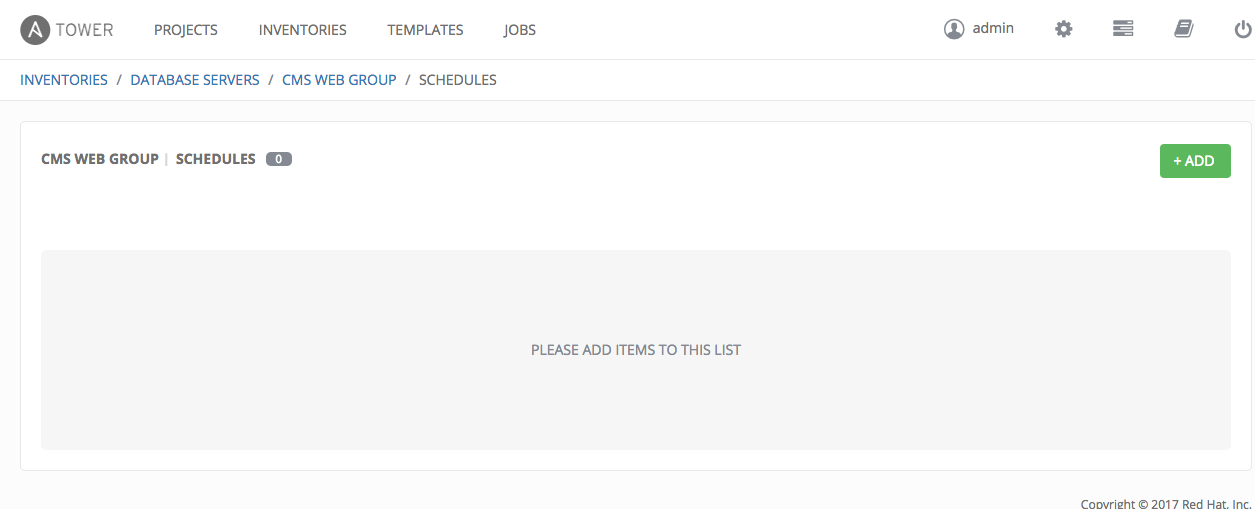 TOWER PROJECTS INVENTORIES TEMPLATES JOBS admin
INVENTORIES / DATABASE SERVERS / CMS WEB GROUP / SCHEDULES
CMS WEB GROUP | SCHEDULES 0 + ADD
PLEASE ADD ITEMS TO THIS LIST
Copyright © 2017 Red Hat, Inc.